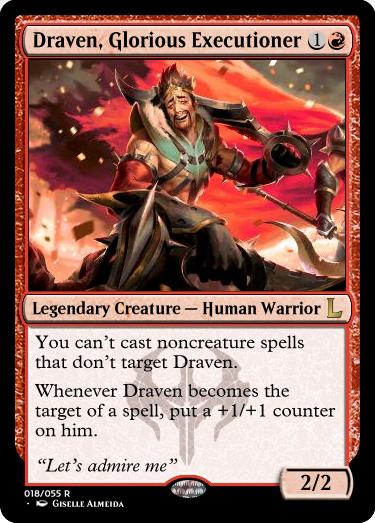 Draven, Glorious Executioner 1
Legendary Creature — Human Warrior L
You can't cast noncreature spells
that don't target Draven.
Whenever Draven becomes the
target of a spell, put a +1/+1 counter
on him.
“Let's admire me”
2/2
018/055 R
· Giselle Almeida